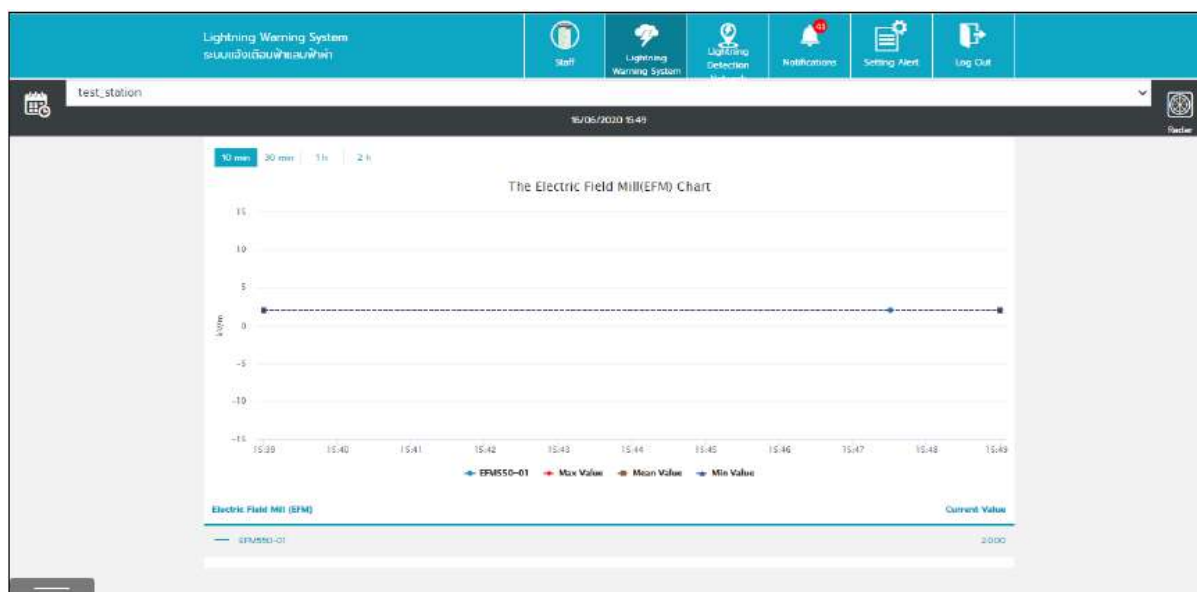 Lightning Warning System
ระบบแจ้งเตือนฟ้าแลบฟ้าผ่า
Staff
Lightning
Warning System
Lightning
Detection
Network
Notifications
Setting Alert
Log Out
test_station
16/06/2020 15:49
Radar
10 min 30 min 1 h 2 h
The Electric Field Mill(EFM) Chart
15
10
5
0
-5
-10
-15
kV/m
15:39 15:40 15:41 15:42 15:43 15:44 15:45 15:46 15:47 15:48 15:49
EFM550-01 Max Value Mean Value Min Value
Electric Field Mill (EFM) Current Value
EFM550-01 2.000